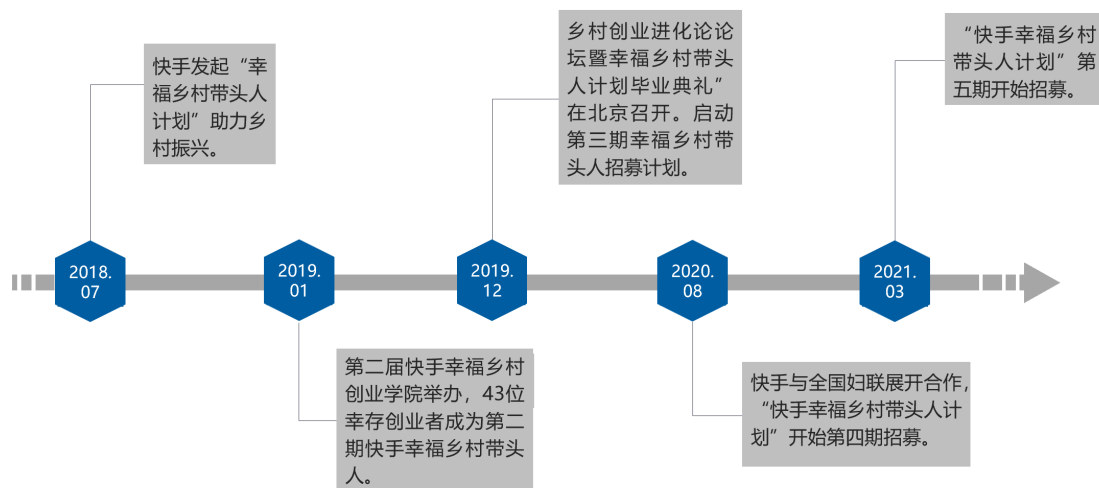 快手发起“幸
福乡村带头人
计划”助力乡
村振兴。
乡村创业进化论论
坛暨幸福乡村带头
人计划毕业典礼”
在北京召开。启动
第三期幸福乡村带
头人招募计划。
“快手幸福乡村
带头人计划”第
五期开始招募。
2018.
07
2019.
01
2019.
12
2020.
08
2021.
03
第二届快手幸福乡村
创业学院举办，43位
幸存创业者成为第二
期快手幸福乡村带头
人。
快手与全国妇联展开合作，
“快手幸福乡村带头人计
划”开始第四期招募。